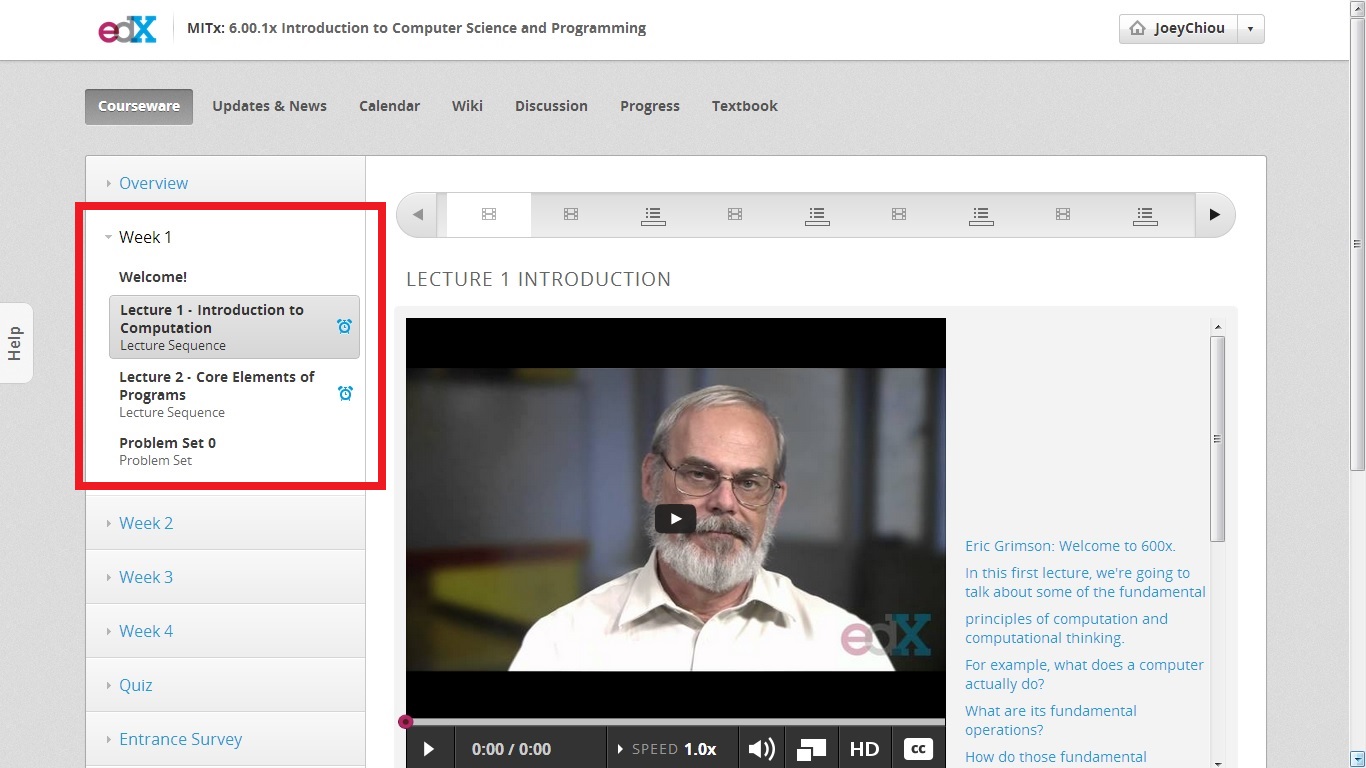 edX
MITx: 6.00.1x Introduction to Computer Science and Programming
JoeyChiou
Courseware
Updates & News
Calendar
Wiki
Discussion
Progress
Textbook
Overview
Week 1
Welcome!
Lecture 1 - Introduction to
Computation
Lecture Sequence
Lecture 2 - Core Elements of
Programs
Lecture Sequence
Problem Set 0
Problem Set
Week 2
Week 3
Week 4
Quiz
Entrance Survey
Help
LECTURE 1 INTRODUCTION
edX
Eric Grimson: Welcome to 600x.
In this first lecture, we're going to
talk about some of the fundamental
principles of computation and
computational thinking.
For example, what does a computer
actually do?
What are its fundamental
operations?
How do those fundamental
0:00 / 0:00
SPEED 1.0x
HD
CC